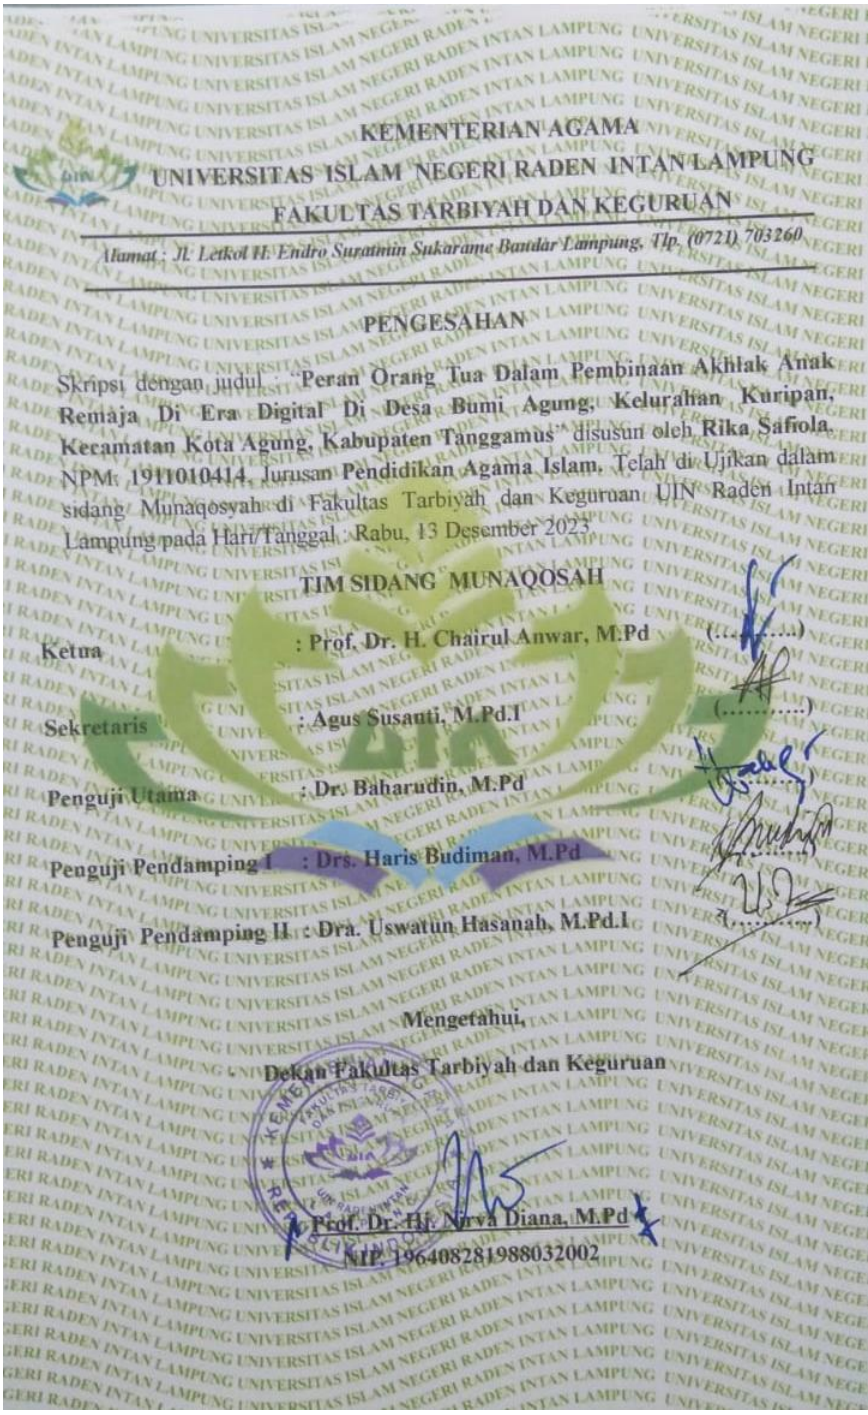 KEMENTERIAN AGAMA
UNIVERSITAS ISLAM NEGERI RADEN INTAN LAMPUNG
FAKULTAS TARBIYAH DAN KEGURUAN
Alamat : Jl. Letkol H. Endro Suratmin Sukarame Bandar Lampung, Tlp. (0721) 703260
PENGESAHAN
Skripsi dengan judul : "Peran Orang Tua Dalam Pembinaan Akhlak Anak
Remaja Di Era Digital Di Desa Bumi Agung, Kelurahan Kuripan,
Kecamatan Kota Agung, Kabupaten Tanggamus" disusun oleh Rika Safiola,
NPM: 1911010414, Jurusan Pendidikan Agama Islam, Telah di Ujikan dalam
sidang Munaqosyah di Fakultas Tarbiyah dan Keguruan UIN Raden Intan
Lampung pada Hari/Tanggal : Rabu, 13 Desember 2023
TIM SIDANG MUNAQOSAH
Ketua : Prof. Dr. H. Chairul Anwar, M.Pd (...........)
Sekretaris : Agus Susanti, M.Pd.I (...........)
Penguji Utama : Dr. Baharudin, M.Pd
Penguji Pendamping I : Drs. Haris Budiman, M.Pd
Penguji Pendamping II : Dra. Uswatun Hasanah, M.Pd.I (...........)
Mengetahui,
Dekan Fakultas Tarbiyah dan Keguruan
Prof. Dr. Hj. Nirva Diana, M.Pd
NIP. 196408281988032002